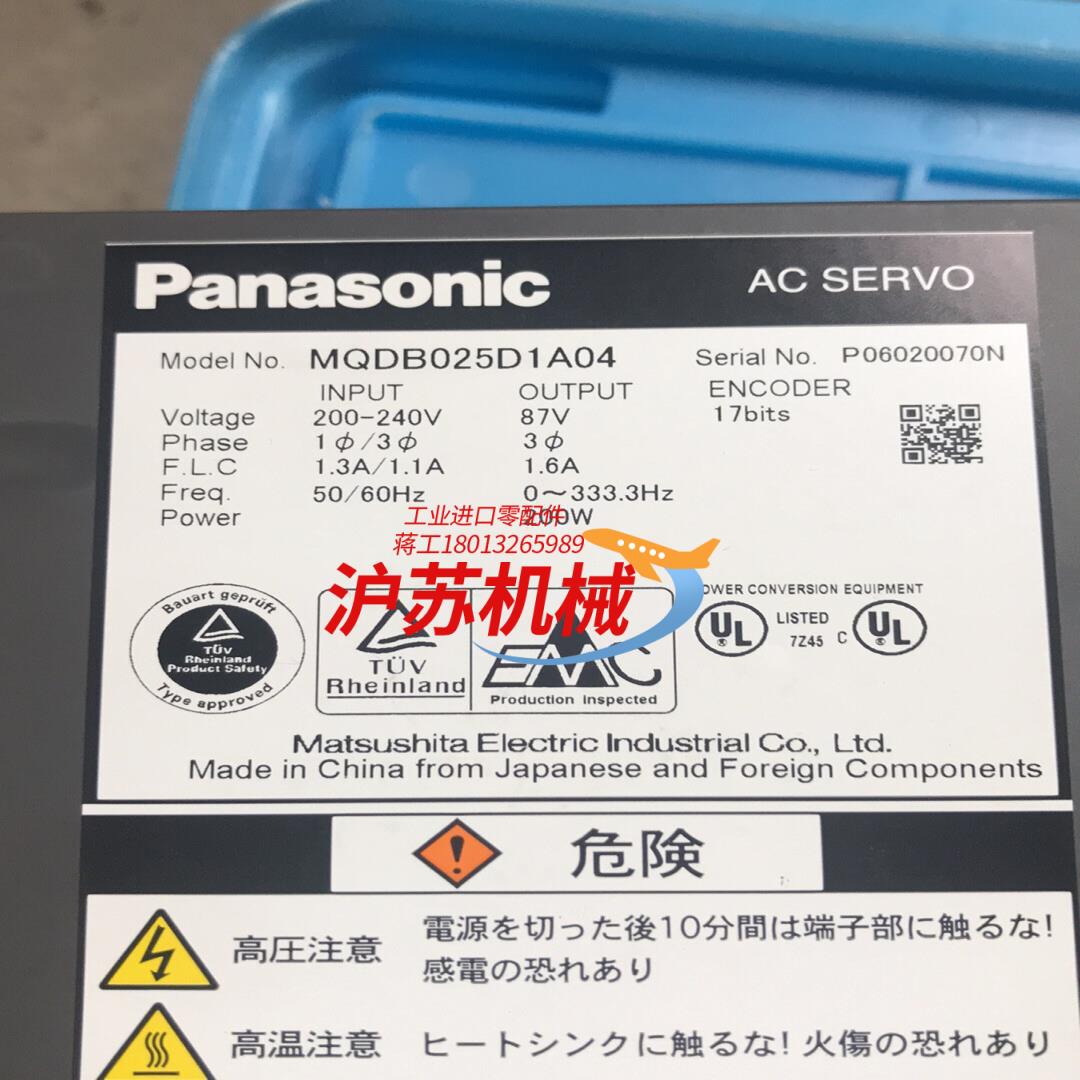 Panasonic AC SERVO
Model No. MQDB025D1A04 Serial No. P06020070N
INPUT OUTPUT ENCODER
Voltage 200-240V 87V 17bits
Phase 1ϕ/3ϕ 3ϕ
F.L.C 1.3A/1.1A 1.6A
Freq. 50/60Hz 0~333.3Hz
Power 200W
工业进口零配件
蒋工18013265989
沪苏机械
Bauart geprüft
TÜV
Rheinland
Product Safety
Type approved
TÜV
Rheinland
EMC
Production inspected
POWER CONVERSION EQUIPMENT
UL LISTED
7Z45 C UL
Matsushita Electric Industrial Co., Ltd.
Made in China from Japanese and Foreign Components
危険
高圧注意 電源を切った後10分間は端子部に触るな!
感電の恐れあり
高温注意 ヒートシンクに触るな! 火傷の恐れあり